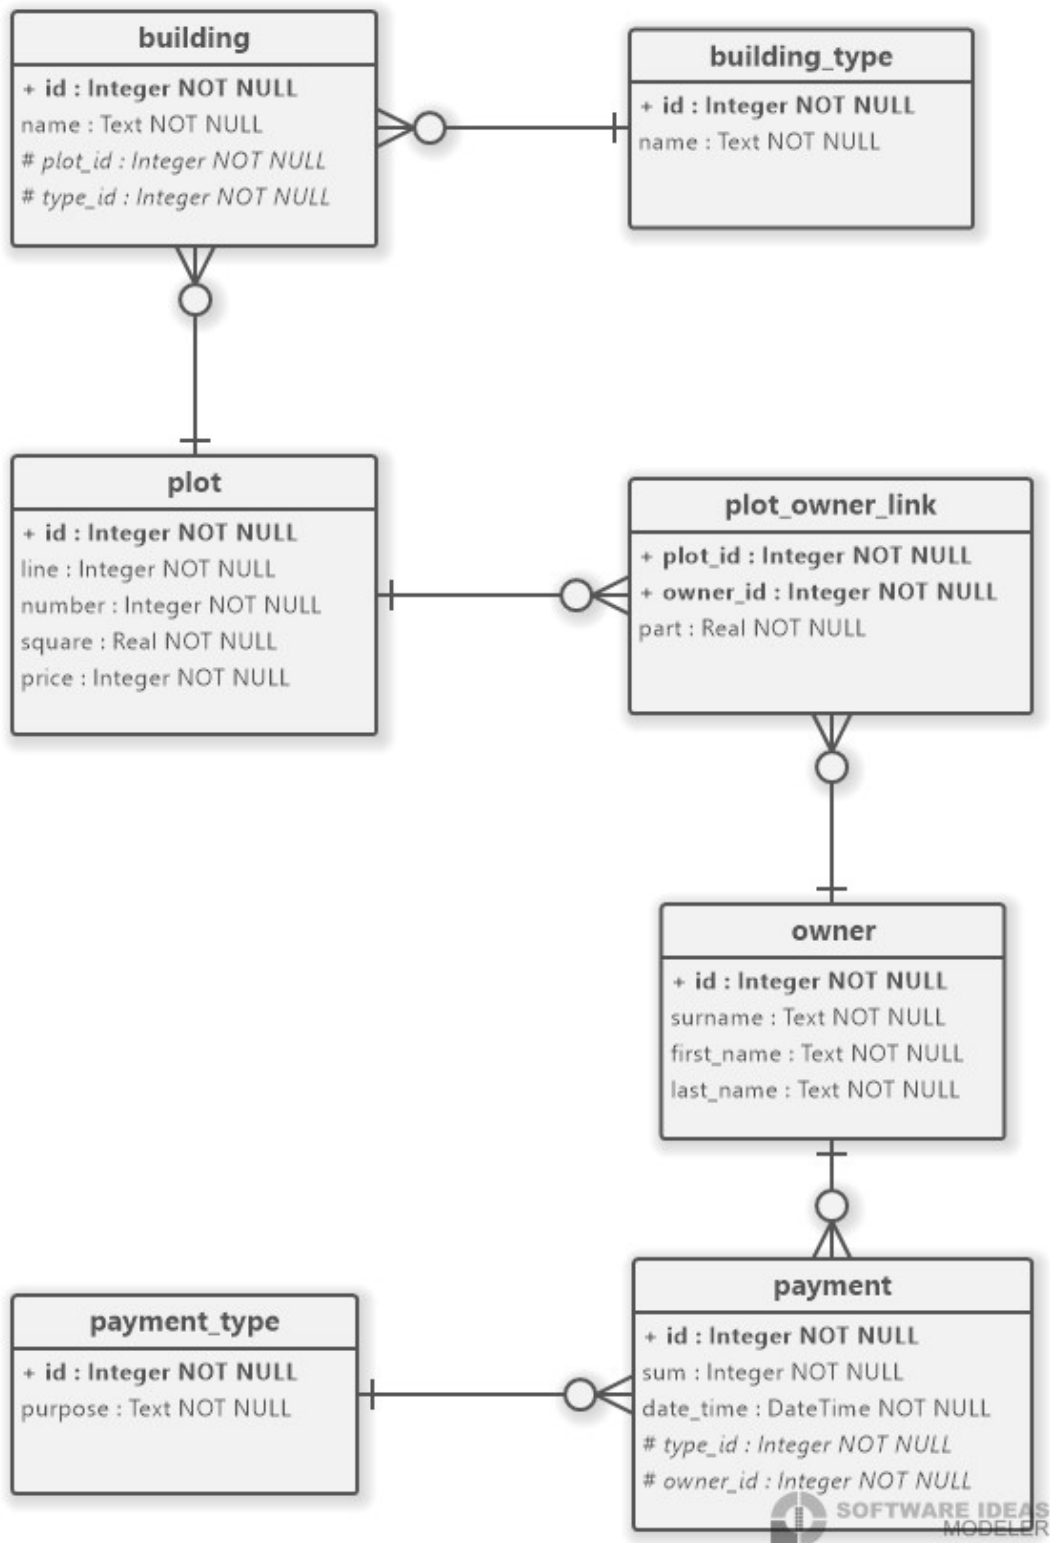 building
+ id : Integer NOT NULL
name : Text NOT NULL
# plot_id : Integer NOT NULL
# type_id : Integer NOT NULL
building_type
+ id : Integer NOT NULL
name : Text NOT NULL
plot
+ id : Integer NOT NULL
line : Integer NOT NULL
number : Integer NOT NULL
square : Real NOT NULL
price : Integer NOT NULL
plot_owner_link
+ plot_id : Integer NOT NULL
+ owner_id : Integer NOT NULL
part : Real NOT NULL
owner
+ id : Integer NOT NULL
surname : Text NOT NULL
first_name : Text NOT NULL
last_name : Text NOT NULL
payment_type
+ id : Integer NOT NULL
purpose : Text NOT NULL
payment
+ id : Integer NOT NULL
sum : Integer NOT NULL
date_time : DateTime NOT NULL
# type_id : Integer NOT NULL
# owner_id : Integer NOT NULL
SOFTWARE IDEAS
MODELER